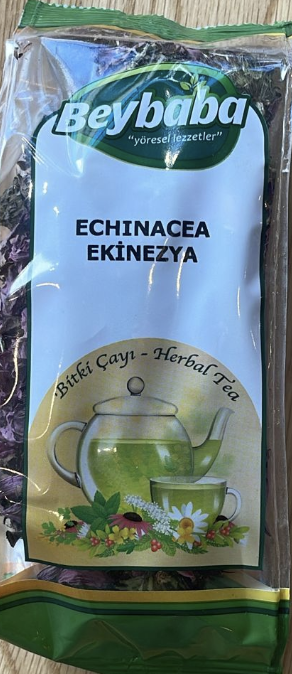 Beybaba
"yöresel lezzetler"
ECHINACEA
EKİNEZYA
Bitki Çayı - Herbal Tea